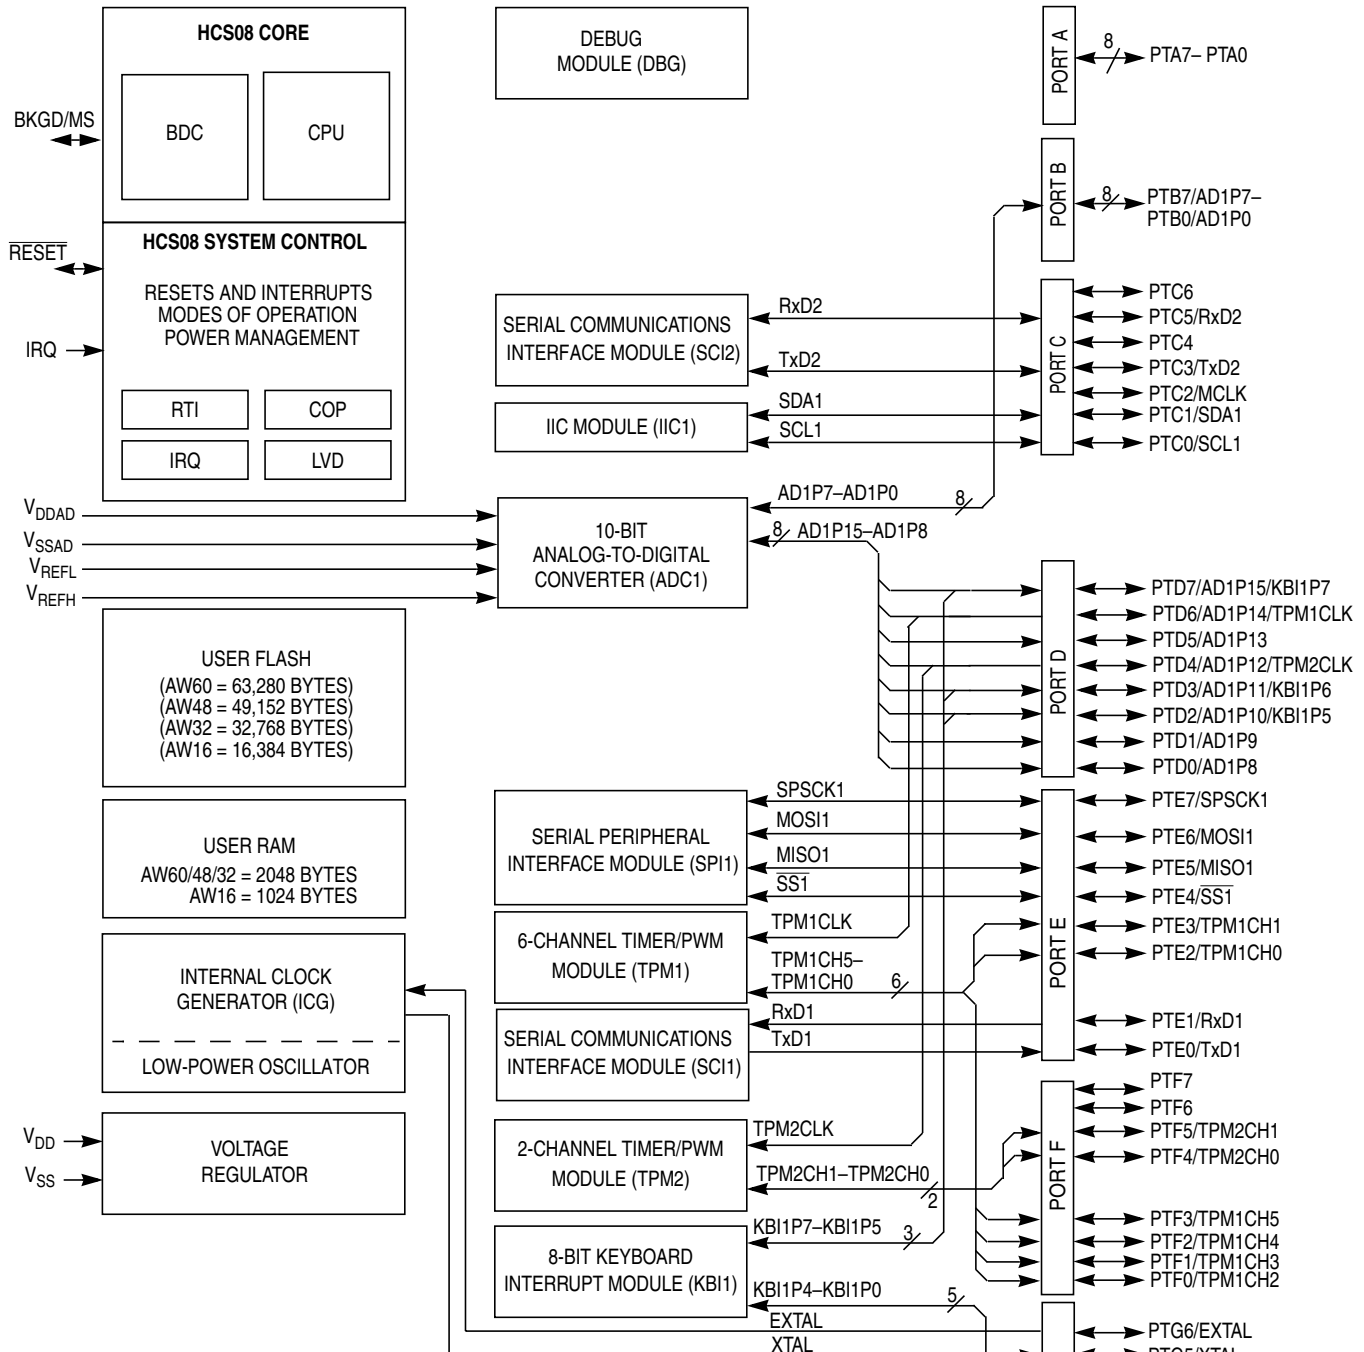 HCS08 CORE
BDC
CPU
BKGD/MS
HCS08 SYSTEM CONTROL
RESET
RESETS AND INTERRUPTS
MODES OF OPERATION
POWER MANAGEMENT
IRQ
RTI
COP
IRQ
LVD
VDDAD
VSSAD
VREFL
VREFH
USER FLASH
(AW60 = 63,280 BYTES)
(AW48 = 49,152 BYTES)
(AW32 = 32,768 BYTES)
(AW16 = 16,384 BYTES)
USER RAM
AW60/48/32 = 2048 BYTES
AW16 = 1024 BYTES
INTERNAL CLOCK
GENERATOR (ICG)
LOW-POWER OSCILLATOR
VDD
VSS
VOLTAGE
REGULATOR
DEBUG
MODULE (DBG)
SERIAL COMMUNICATIONS
INTERFACE MODULE (SCI2)
RxD2
TxD2
IIC MODULE (IIC1)
SDA1
SCL1
10-BIT
ANALOG-TO-DIGITAL
CONVERTER (ADC1)
AD1P7–AD1P0
8
8
AD1P15–AD1P8
SERIAL PERIPHERAL
INTERFACE MODULE (SPI1)
SPSCK1
MOSI1
MISO1
SS1
6-CHANNEL TIMER/PWM
MODULE (TPM1)
TPM1CLK
TPM1CH5–
TPM1CH0
6
SERIAL COMMUNICATIONS
INTERFACE MODULE (SCI1)
RxD1
TxD1
2-CHANNEL TIMER/PWM
MODULE (TPM2)
TPM2CLK
TPM2CH1–TPM2CH0
2
8-BIT KEYBOARD
INTERRUPT MODULE (KBI1)
KBI1P7–KBI1P5
3
KBI1P4–KBI1P0
5
EXTAL
XTAL
PORT A
8
PTA7– PTA0
PORT B
8
PTB7/AD1P7–
PTB0/AD1P0
PORT C
PTC6
PTC5/RxD2
PTC4
PTC3/TxD2
PTC2/MCLK
PTC1/SDA1
PTC0/SCL1
PORT D
PTD7/AD1P15/KBI1P7
PTD6/AD1P14/TPM1CLK
PTD5/AD1P13
PTD4/AD1P12/TPM2CLK
PTD3/AD1P11/KBI1P6
PTD2/AD1P10/KBI1P5
PTD1/AD1P9
PTD0/AD1P8
PORT E
PTE7/SPSCK1
PTE6/MOSI1
PTE5/MISO1
PTE4/SS1
PTE3/TPM1CH1
PTE2/TPM1CH0
PTE1/RxD1
PTE0/TxD1
PORT F
PTF7
PTF6
PTF5/TPM2CH1
PTF4/TPM2CH0
PTF3/TPM1CH5
PTF2/TPM1CH4
PTF1/TPM1CH3
PTF0/TPM1CH2
PTG6/EXTAL